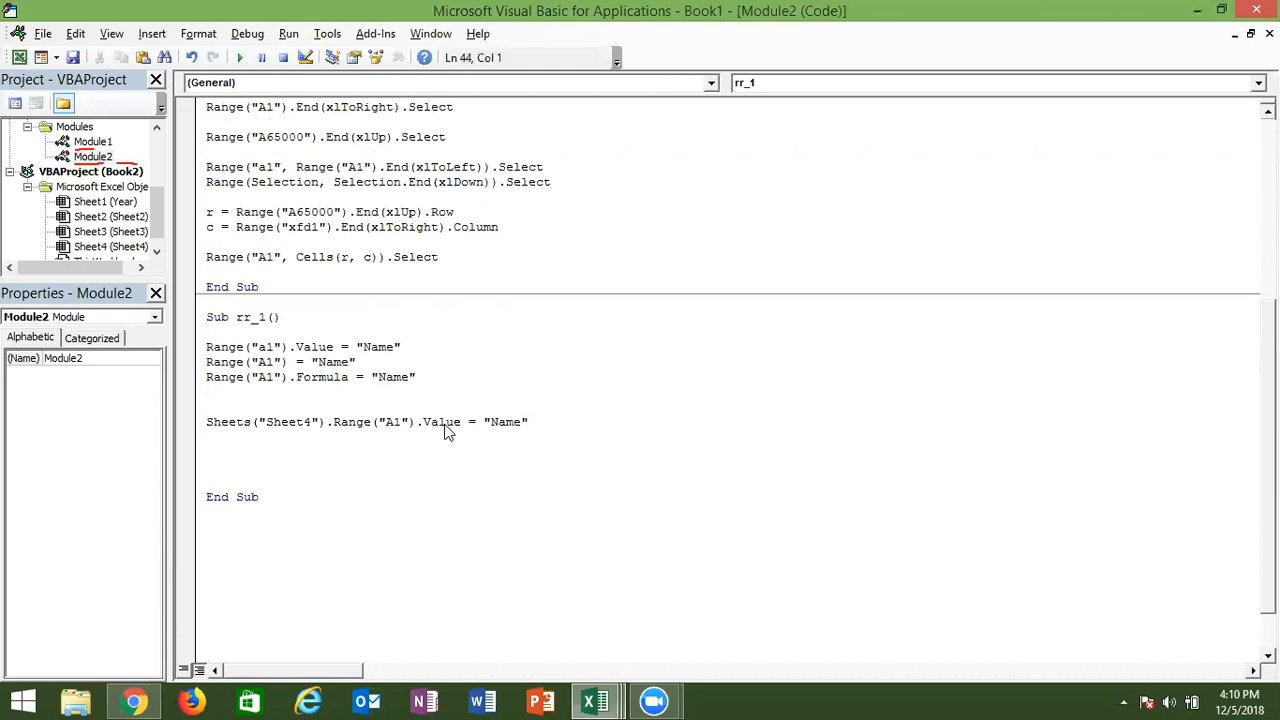 Microsoft Visual Basic for Applications - Book1 - [Module2 (Code)]
File Edit View Insert Format Debug Run Tools Add-Ins Window Help
Ln 44, Col 1
Project - VBAProject
(General)
rr_1
Modules
Module1
Module2
VBAProject (Book2)
Microsoft Excel Obje
Sheet1 (Year)
Sheet2 (Sheet2)
Sheet3 (Sheet3)
Sheet4 (Sheet4)
Properties - Module2
Module2 Module
Alphabetic Categorized
(Name) Module2
Range("A1").End(xlToRight).Select
Range("A65000").End(xlUp).Select
Range("a1", Range("A1").End(xlToLeft)).Select
Range(Selection, Selection.End(xlDown)).Select
r = Range("A65000").End(xlUp).Row
c = Range("xfd1").End(xlToRight).Column
Range("A1", Cells(r, c)).Select
End Sub
Sub rr_1()
Range("a1").Value = "Name"
Range("A1") = "Name"
Range("A1").Formula = "Name"
Sheets("Sheet4").Range("A1").Value = "Name"
End Sub
4:10 PM
12/5/2018